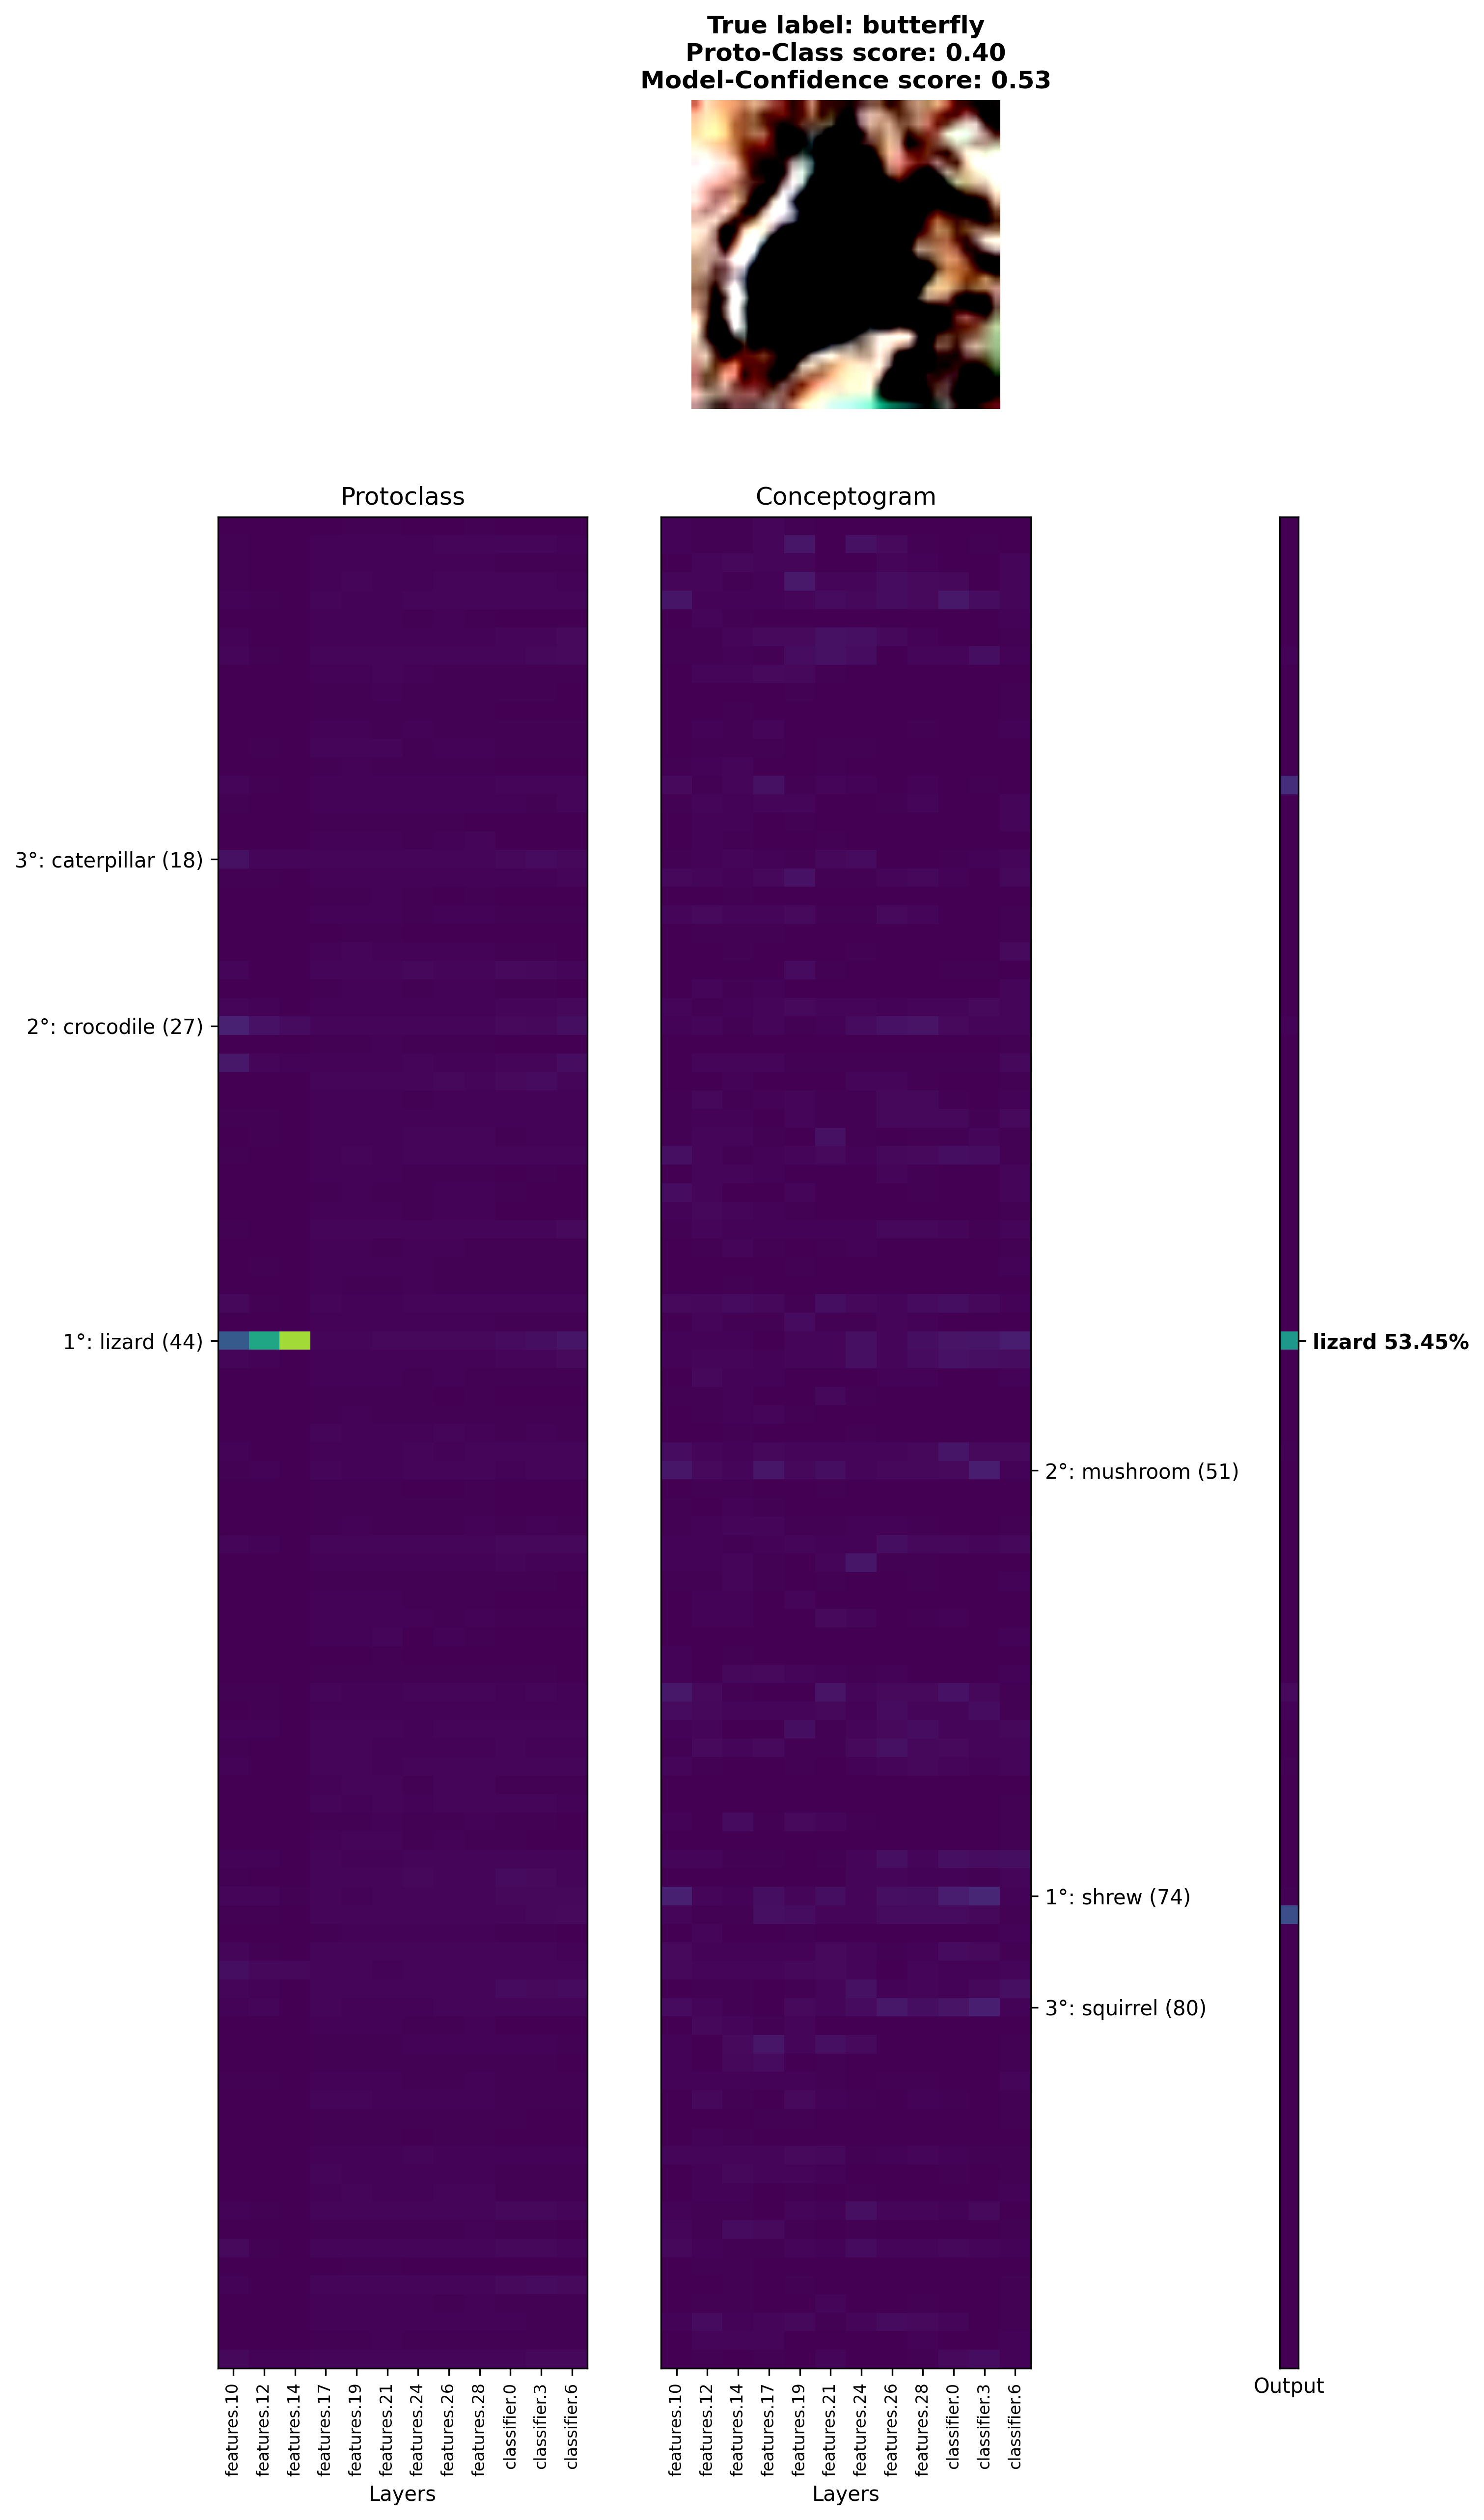 True label: butterfly
Proto-Class score: 0.40
Model-Confidence score: 0.53
Protoclass
Conceptogram
3°: caterpillar (18)
2°: crocodile (27)
1°: lizard (44)
lizard 53.45%
2°: mushroom (51)
1°: shrew (74)
3°: squirrel (80)
features.10
features.12
features.14
features.17
features.19
features.21
features.24
features.26
features.28
classifier.0
classifier.3
classifier.6
Layers
features.10
features.12
features.14
features.17
features.19
features.21
features.24
features.26
features.28
classifier.0
classifier.3
classifier.6
Layers
Output